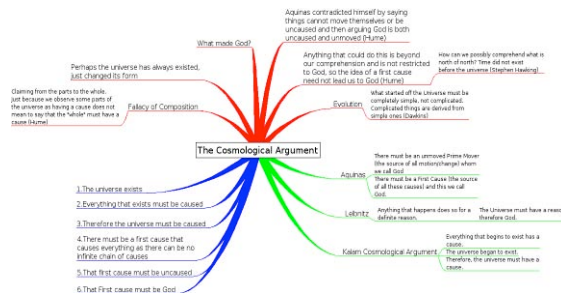 Aquinas contradicted himself by saying
things cannot move themselves or be
uncaused and then arguing God is both
uncaused and unmoved (Hume)
What made God?
Anything that could do this is beyond
our comprehension and is not restricted
to God, so the idea of a first cause
need not lead us to God (Hume)
How can we possibly comprehend what is
north of north? Time did not exist
before the universe (Stephen Hawking)
Perhaps the universe has always existed,
just changed its form
Claiming from the parts to the whole.
Just because we observe some parts of
the universe as having a cause does not
mean to say that the "whole" must have a
cause (Hume)
Fallacy of Composition
Evolution
What started off the Universe must be
completely simple, not complicated.
Complicated things are derived from
simple ones (Dawkins)
The Cosmological Argument
Aquinas
There must be an unmoved Prime Mover
(the source of all motion/change) whom
we call God
There must be a First Cause (the source
of all these causes) and this we call
God.
Leibnitz
Anything that happens does so for a
definite reason.
The Universe must have a reaso
therefore God.
Kalam Cosmological Argument
Everything that begins to exist has a
cause.
The universe began to exist.
Therefore, the universe must have a
cause.
1.The universe exists
2.Everything that exists must be caused
3.Therefore the universe must be caused
4.There must be a first cause that
causes everything as there can be no
infinite chain of causes
5.That first cause must be uncaused
6.That First cause must be God